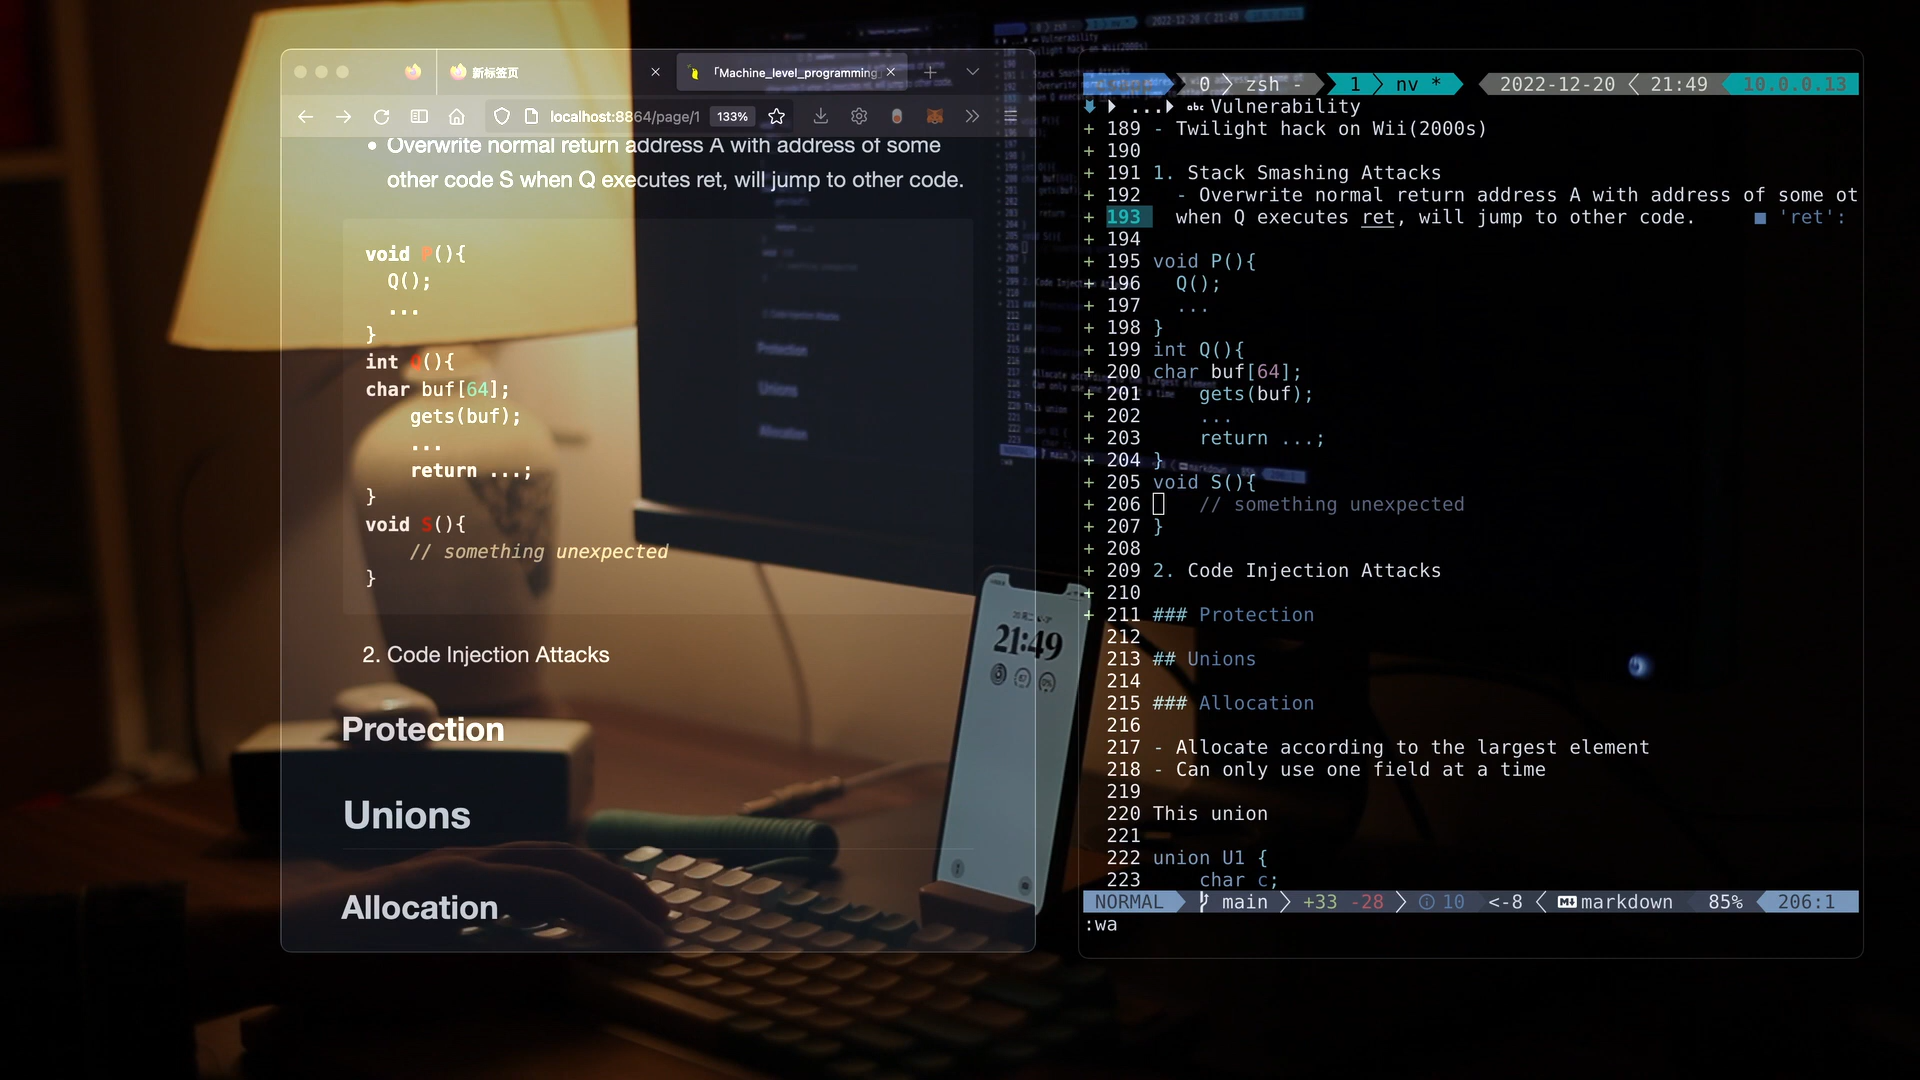 新标签页
「Machine_level_programming
localhost:8864/page/1
133%
Overwrite normal return address A with address of some
other code S when Q executes ret, will jump to other code.
void P(){
Q();
...
}
int Q(){
char buf[64];
gets(buf);
...
return ...;
}
void S(){
// something unexpected
}
2. Code Injection Attacks
Protection
Unions
Allocation
21:49
0 zsh - 1 nv * 2022-12-20 21:49 10.0.0.13
... abc Vulnerability
+ 189 - Twilight hack on Wii(2000s)
+ 190
+ 191 1. Stack Smashing Attacks
+ 192 - Overwrite normal return address A with address of some ot
+ 193 when Q executes ret, will jump to other code. ■ 'ret':
+ 194
+ 195 void P(){
+ 196 Q();
+ 197 ...
+ 198 }
+ 199 int Q(){
+ 200 char buf[64];
+ 201 gets(buf);
+ 202 ...
+ 203 return ...;
+ 204 }
+ 205 void S(){
+ 206 // something unexpected
+ 207 }
+ 208
+ 209 2. Code Injection Attacks
+ 210
+ 211 ### Protection
212
213 ## Unions
214
215 ### Allocation
216
217 - Allocate according to the largest element
218 - Can only use one field at a time
219
220 This union
221
222 union U1 {
223 char c;
NORMAL main +33 -28 10 <-8 markdown 85% 206:1
:wa